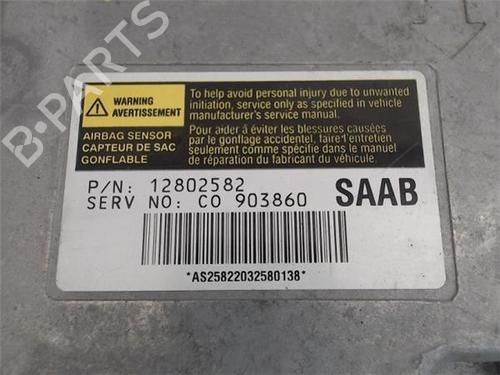 B-PARTS
WARNING
AVERTISSEMENT
AIRBAG SENSOR
CAPTEUR DE SAC
GONFLABLE
To help avoid personal injury due to unwanted
initiation, service only as specified in vehicle
manufacturer's service manual.
Pour aider á éviter les blessures causées
par le gonflage accidentel, faire l'entretien
seulement comme spécifié dans le manuel
de réparation du fabricant du véhicule.
P/N: 12802582
SERV NO: CO 903860
SAAB
*AS25822032580138*